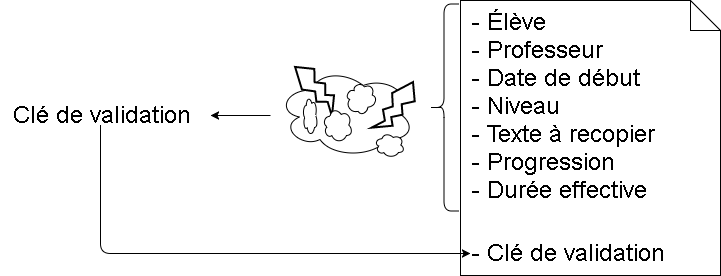 Clé de validation
- Élève
- Professeur
- Date de début
- Niveau
- Texte à recopier
- Progression
- Durée effective
- Clé de validation